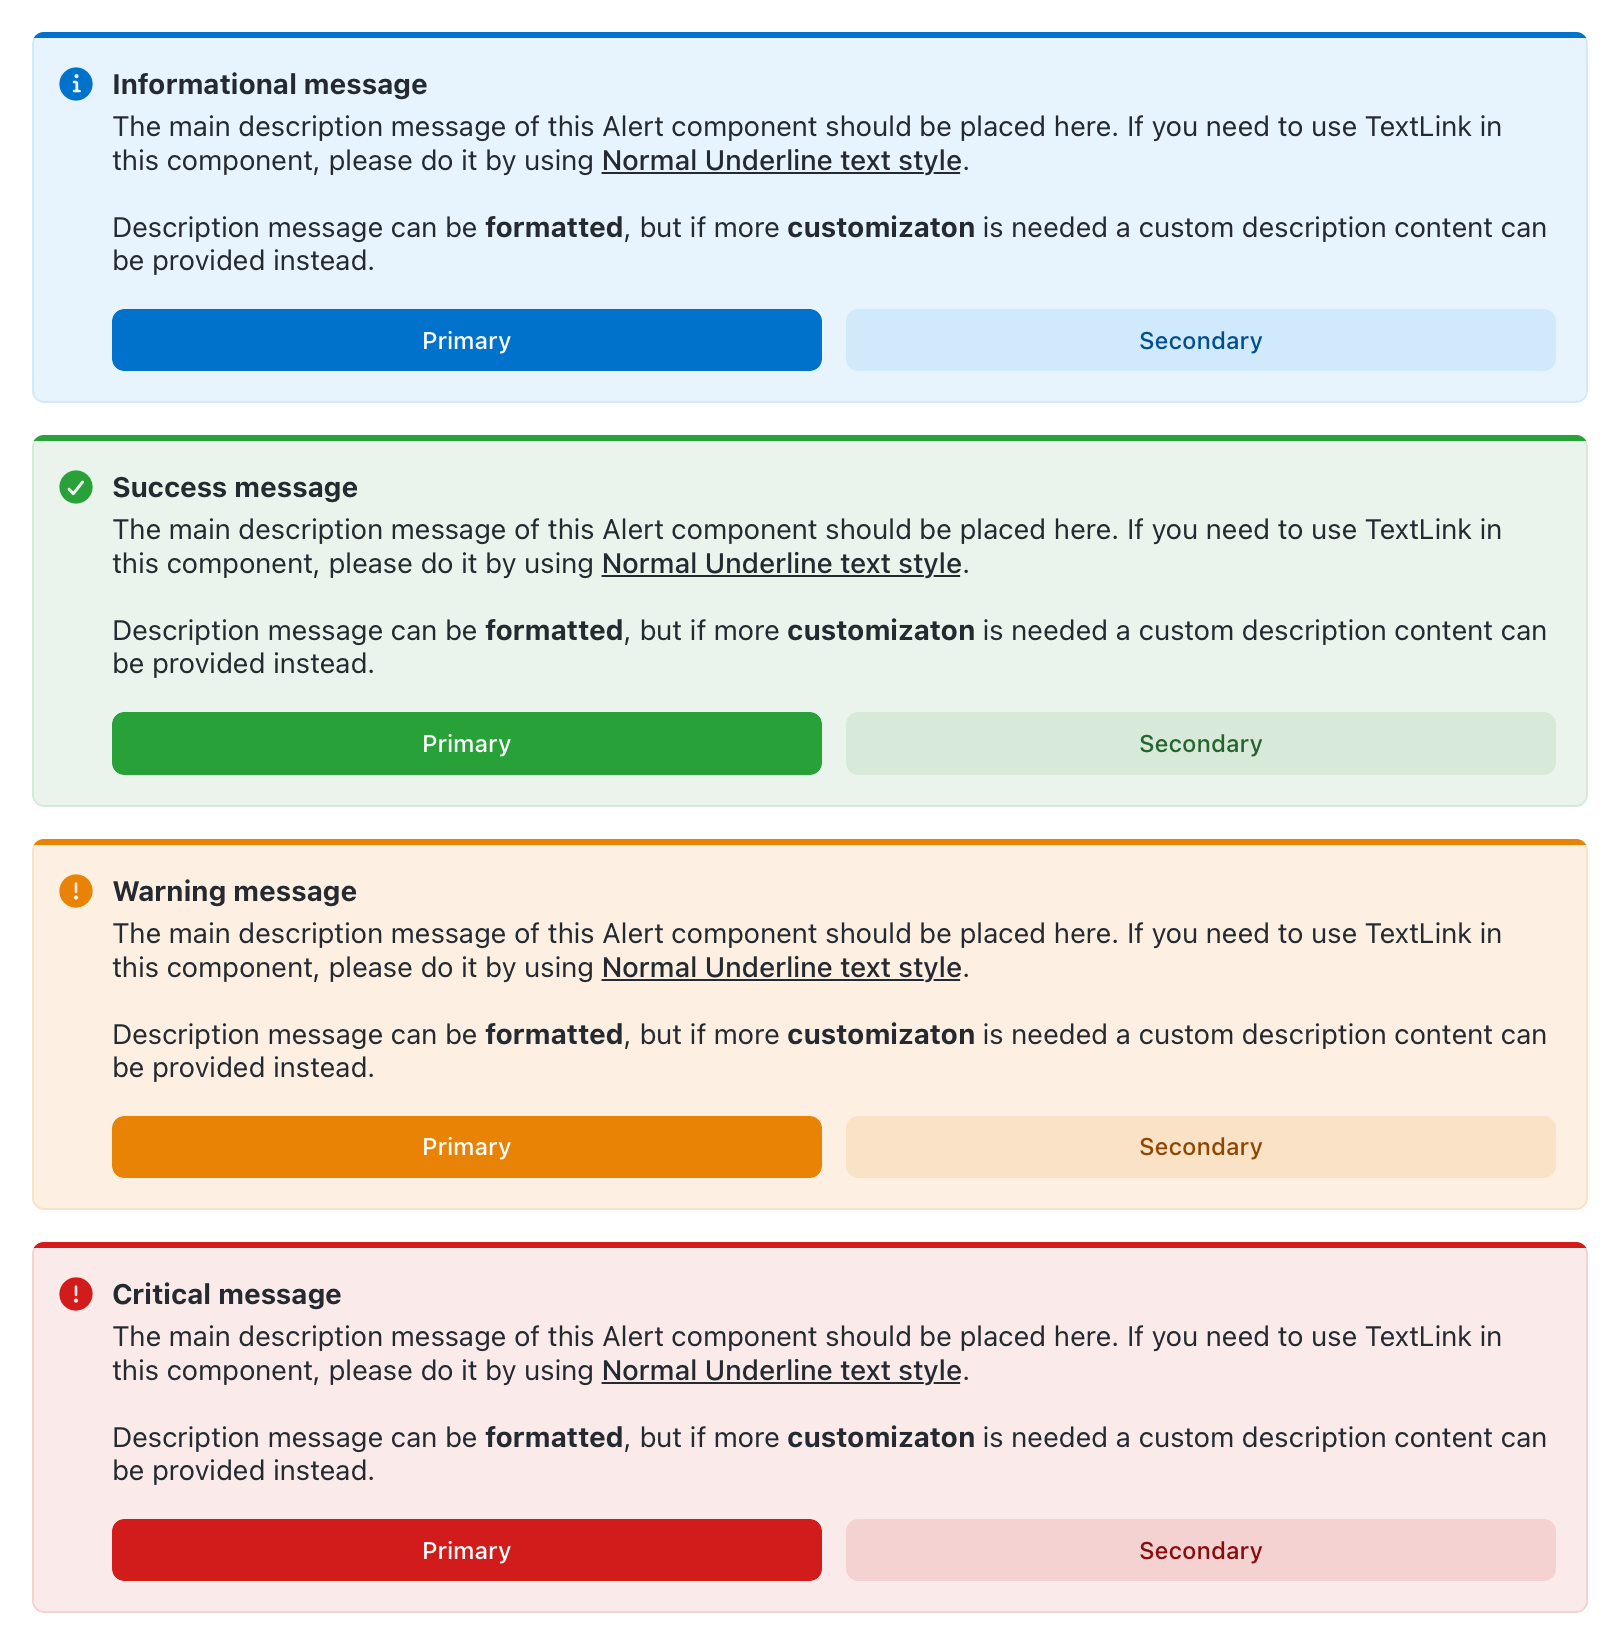 Informational message
The main description message of this Alert component should be placed here. If you need to use TextLink in
this component, please do it by using Normal Underline text style.
Description message can be formatted, but if more customizaton is needed a custom description content can
be provided instead.
Primary
Secondary
Success message
The main description message of this Alert component should be placed here. If you need to use TextLink in
this component, please do it by using Normal Underline text style.
Description message can be formatted, but if more customizaton is needed a custom description content can
be provided instead.
Primary
Secondary
Warning message
The main description message of this Alert component should be placed here. If you need to use TextLink in
this component, please do it by using Normal Underline text style.
Description message can be formatted, but if more customizaton is needed a custom description content can
be provided instead.
Primary
Secondary
Critical message
The main description message of this Alert component should be placed here. If you need to use TextLink in
this component, please do it by using Normal Underline text style.
Description message can be formatted, but if more customizaton is needed a custom description content can
be provided instead.
Primary
Secondary